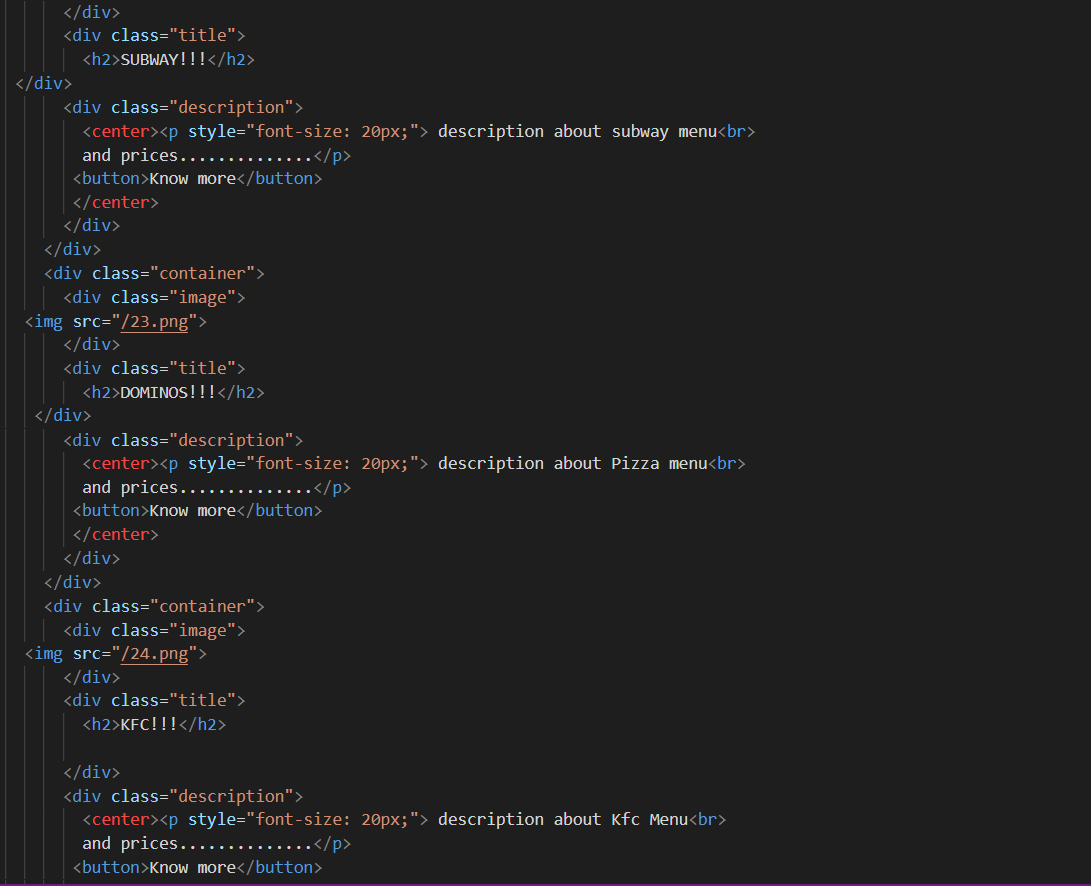 </div>
<div class="title">
<h2>SUBWAY!!!</h2>
</div>
<div class="description">
<center><p style="font-size: 20px;"> description about subway menu<br>
and prices..............</p>
<button>Know more</button>
</center>
</div>
</div>
<div class="container">
<div class="image">
<img src="/23.png">
</div>
<div class="title">
<h2>DOMINOS!!!</h2>
</div>
<div class="description">
<center><p style="font-size: 20px;"> description about Pizza menu<br>
and prices..............</p>
<button>Know more</button>
</center>
</div>
</div>
<div class="container">
<div class="image">
<img src="/24.png">
</div>
<div class="title">
<h2>KFC!!!</h2>
</div>
<div class="description">
<center><p style="font-size: 20px;"> description about Kfc Menu<br>
and prices..............</p>
<button>Know more</button>